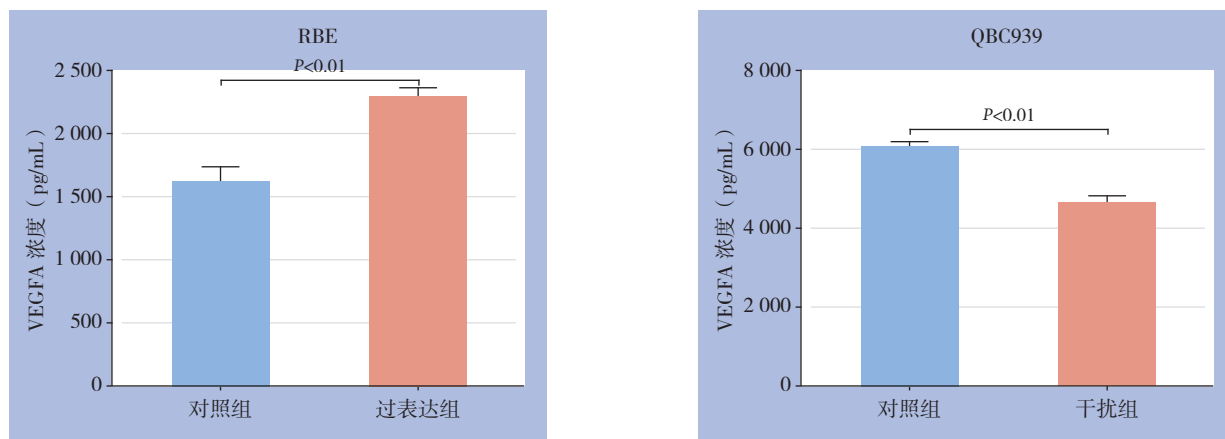 RBE
P<0.01
2 500
2 000
1 500
1 000
500
0
VEGFA 浓度（pg/mL）
对照组
过表达组
QBC939
P<0.01
8 000
6 000
4 000
2 000
0
VEGFA 浓度（pg/mL）
对照组
干扰组